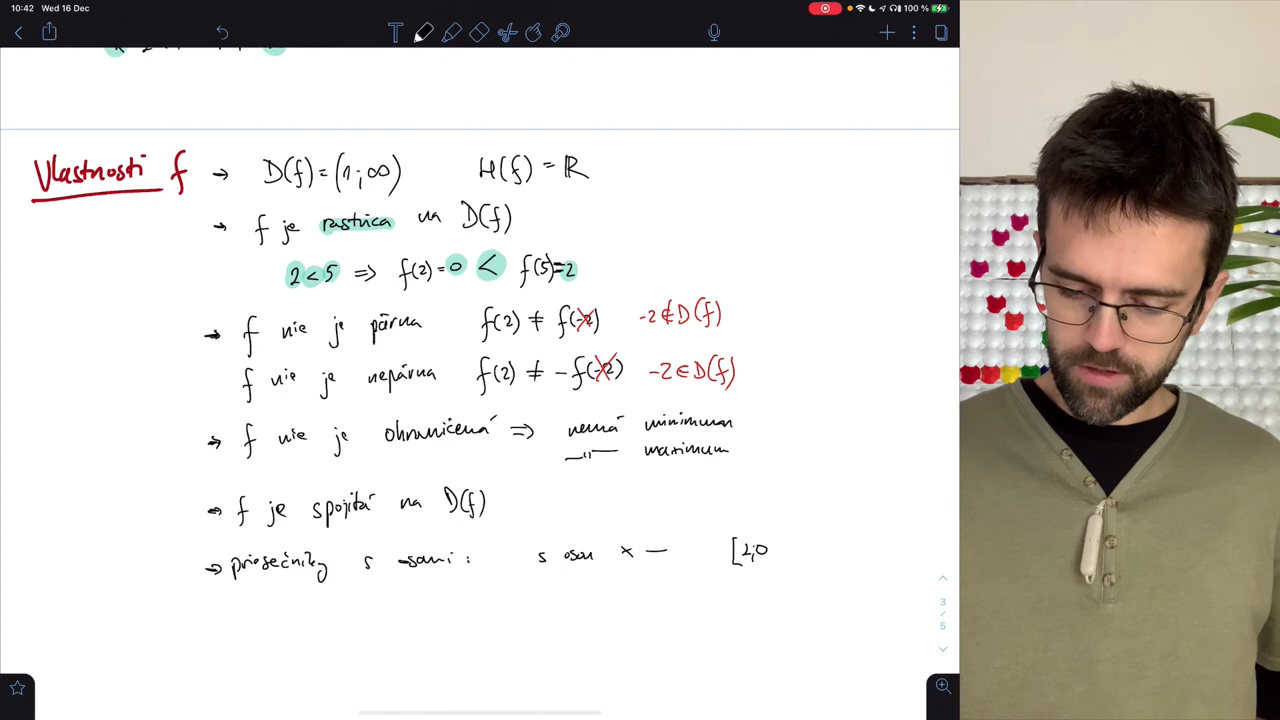 10:42 Wed 16 Dec
100 %
T
Vlastnosti f → D(f)=(1;∞) H(f)=ℝ
→ f je rastúca na D(f)
2<5 ⇒ f(2)=0 < f(5)=2
→ f nie je párna f(2) ≠ f(-2) -2∉D(f)
f nie je nepárna f(2) ≠ -f(-2) -2∈D(f)
→ f nie je ohraničená ⇒ nemá minimum
—"— maximum
→ f je spojitá na D(f)
→ priesečníky s osami : s osou x — [2;0
3
/
5